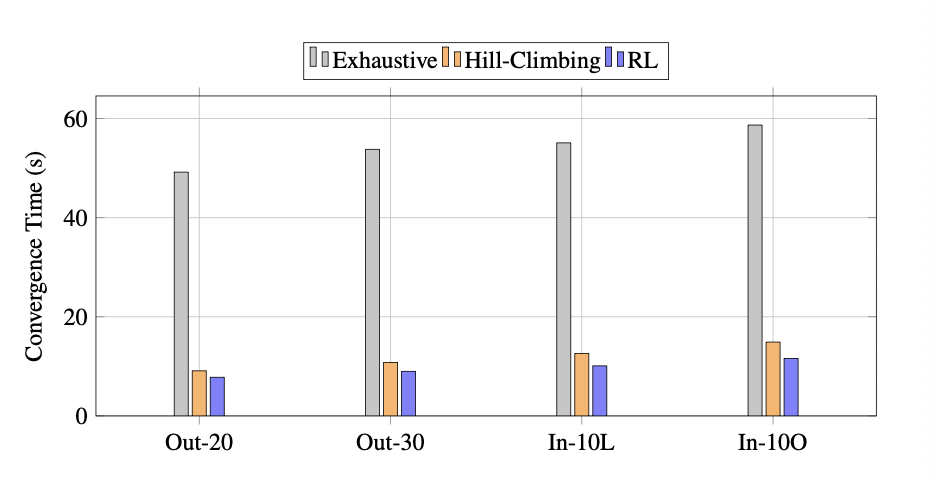 Exhaustive Hill-Climbing RL
60
40
20
0
Convergence Time (s)
Out-20 Out-30 In-10L In-10O